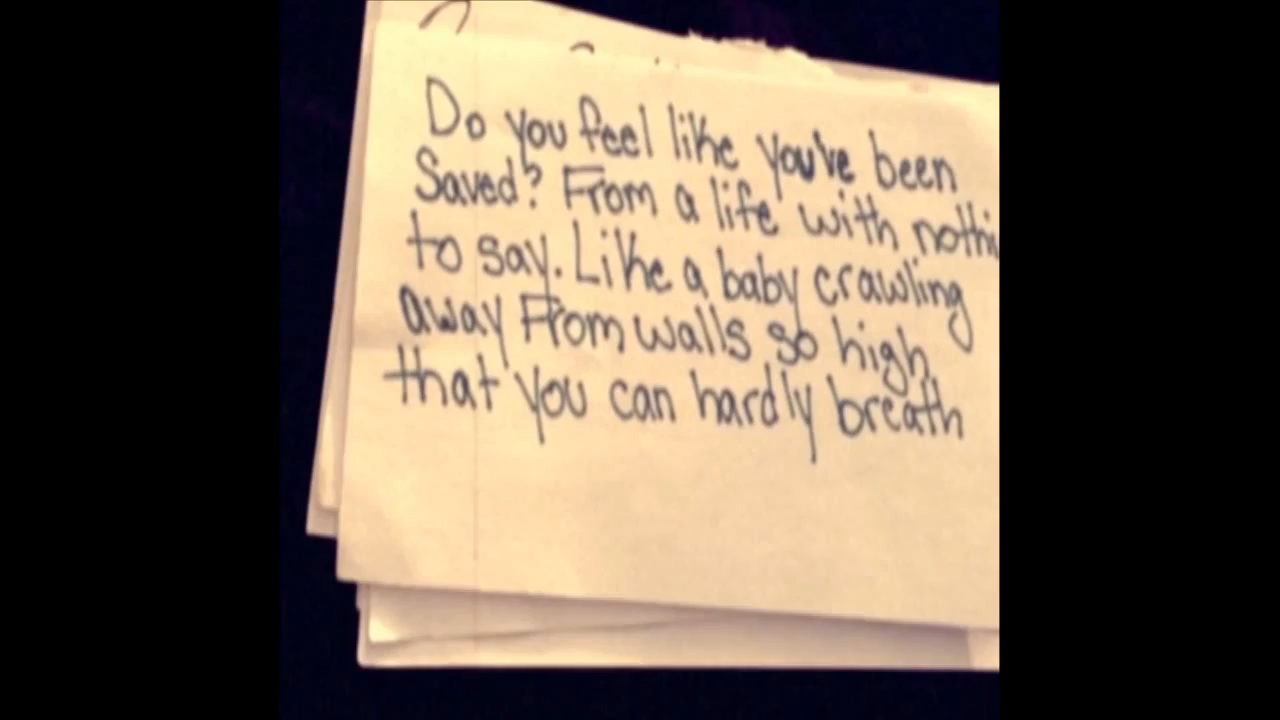 Do you feel like you've been
Saved? From a life with nothi
to say. Like a baby crawling
away From walls so high
that you can hardly breath